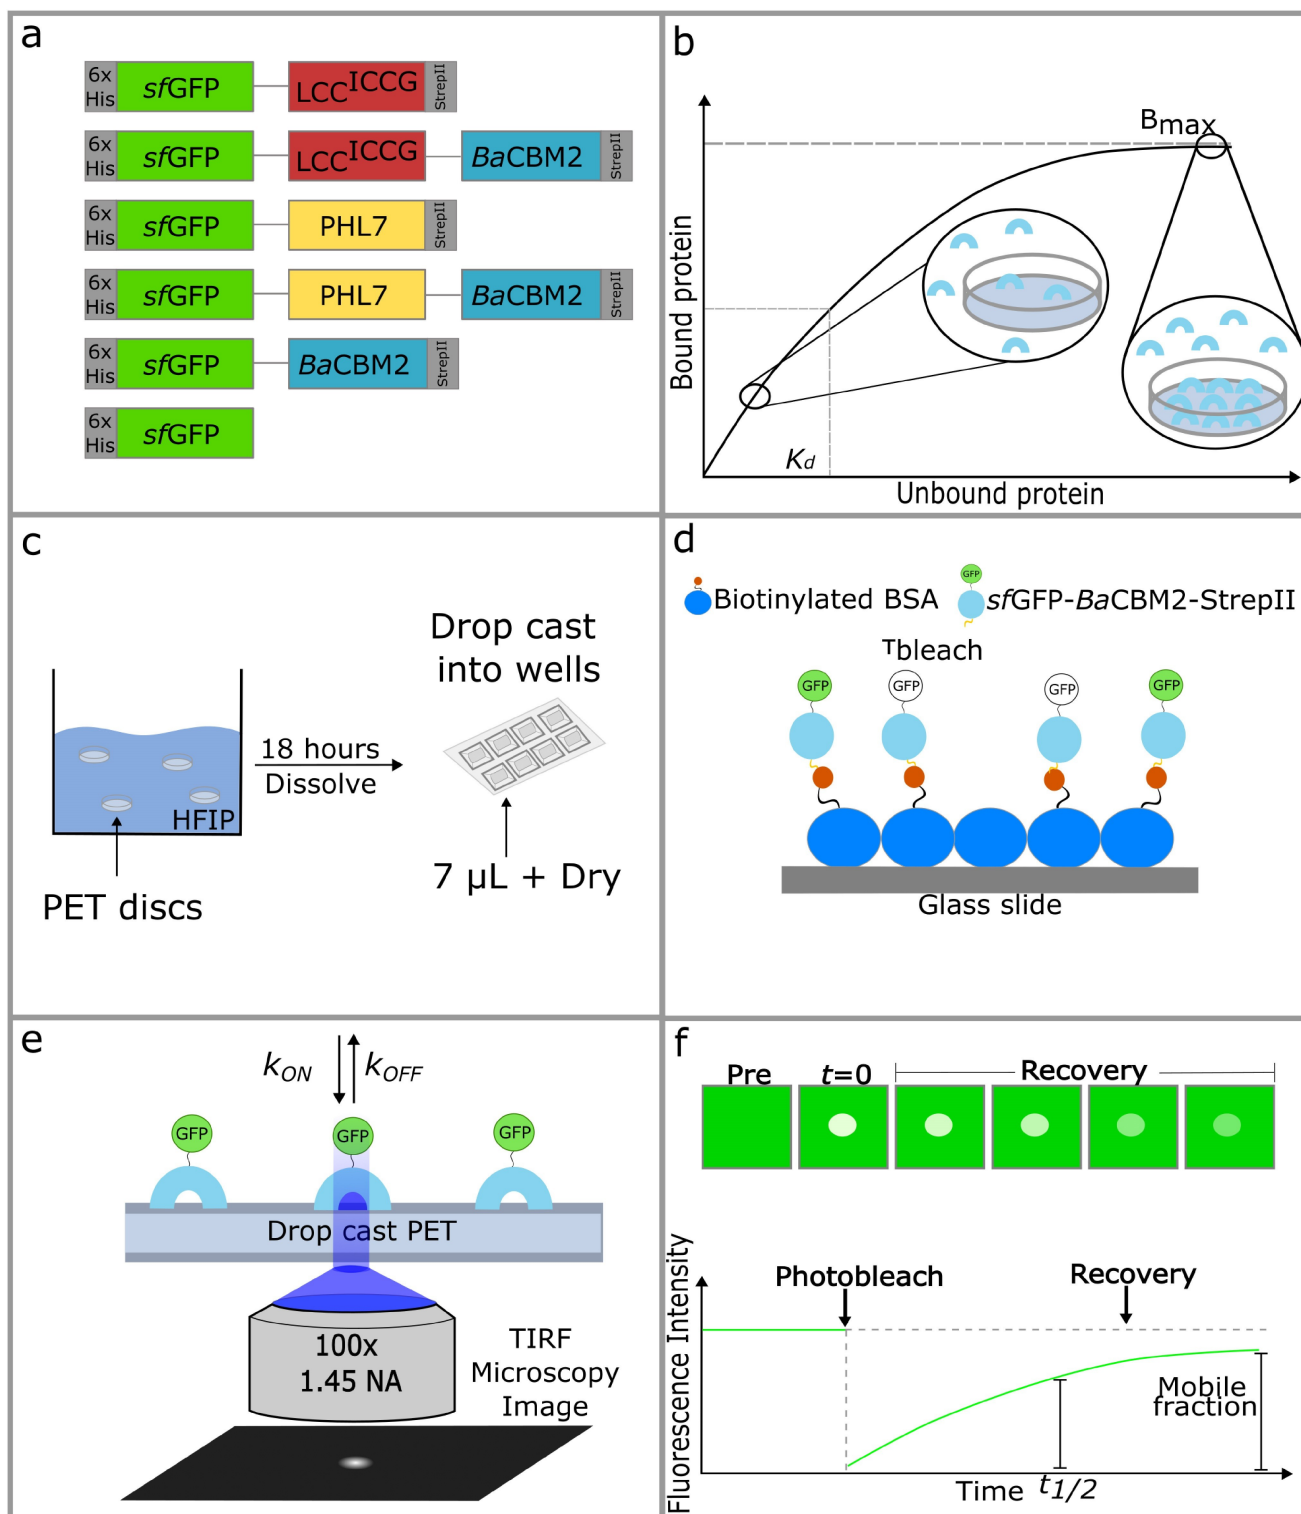 a
6x
His
sfGFP
LCC^ICCG
StrepII
6x
His
sfGFP
LCC^ICCG
BaCBM2
StrepII
6x
His
sfGFP
PHL7
StrepII
6x
His
sfGFP
PHL7
BaCBM2
StrepII
6x
His
sfGFP
BaCBM2
StrepII
6x
His
sfGFP
b
Bmax
Bound protein
Kd
Unbound protein
c
Drop cast
into wells
18 hours
Dissolve
HFIP
PET discs
7 µL + Dry
d
GFP
Biotinylated BSA
sfGFP-BaCBM2-StrepII
Tbleach
GFP
GFP
GFP
GFP
Glass slide
e
kON
kOFF
GFP
GFP
GFP
Drop cast PET
100x
1.45 NA
TIRF
Microscopy
Image
f
Pre
t=0
Recovery
Fluorescence Intensity
Photobleach
Recovery
Mobile
fraction
Time
t1/2